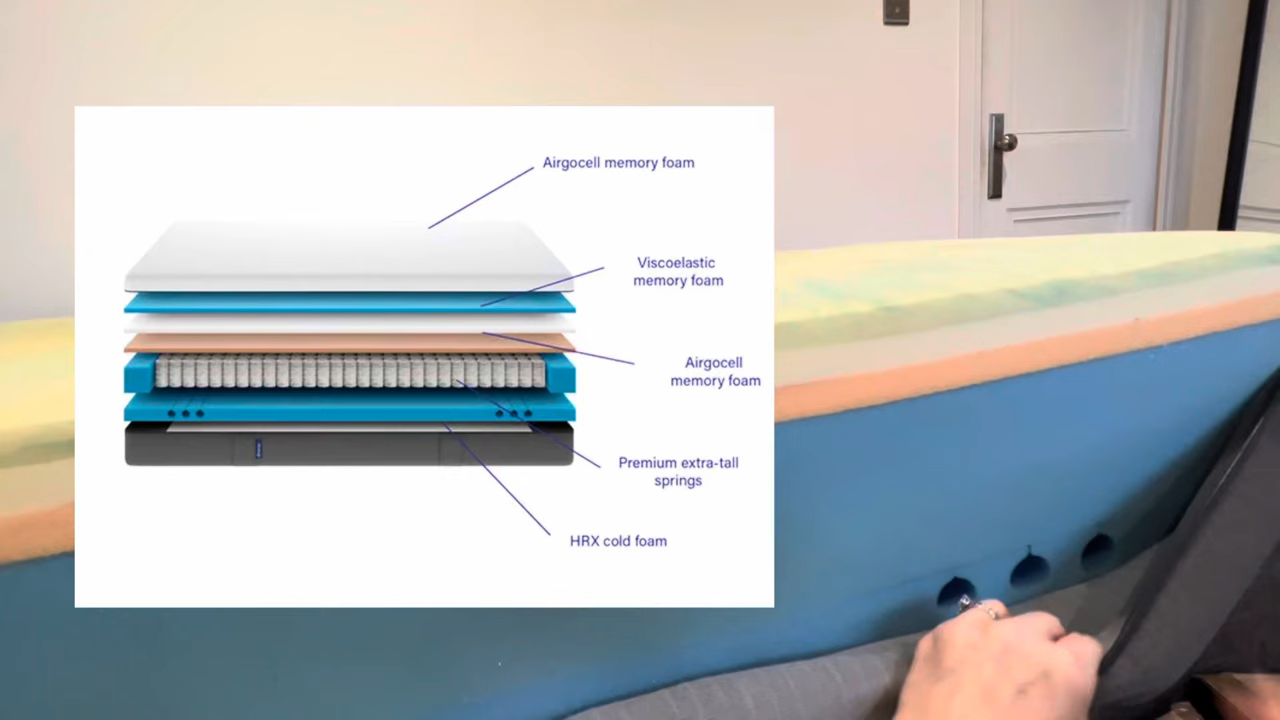 Airgocell memory foam
Viscoelastic
memory foam
Airgocell
memory foam
Premium extra-tall
springs
HRX cold foam